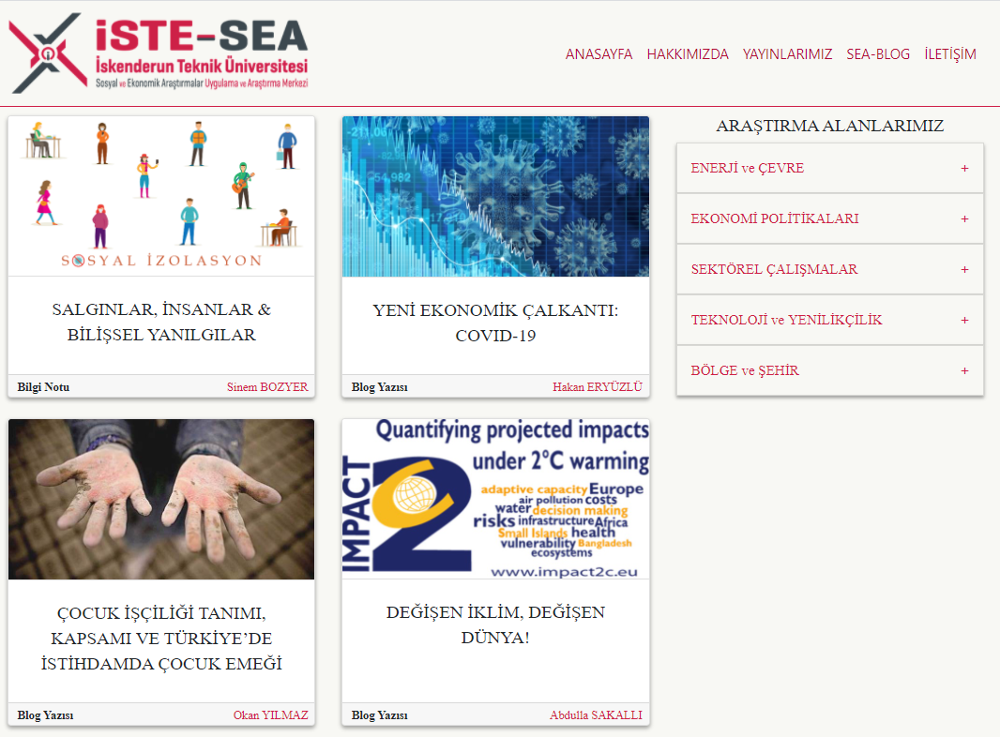 iSTE-SEA
İskenderun Teknik Üniversitesi
Sosyal ve Ekonomik Araştırmalar Uygulama ve Araştırma Merkezi
ANASAYFA HAKKIMIZDA YAYINLARIMIZ SEA-BLOG İLETİŞİM
SOSYAL İZOLASYON
SALGINLAR, İNSANLAR &
BİLİŞSEL YANILGILAR
Bilgi Notu Sinem BOZYER
-211.06
54.982
YENİ EKONOMİK ÇALKANTI:
COVID-19
Blog Yazısı Hakan ERYÜZLÜ
ARAŞTIRMA ALANLARIMIZ
ENERJİ ve ÇEVRE +
EKONOMİ POLİTİKALARI +
SEKTÖREL ÇALIŞMALAR +
TEKNOLOJİ ve YENİLİKÇİLİK +
BÖLGE ve ŞEHİR +
ÇOCUK İŞÇİLİĞİ TANIMI,
KAPSAMI VE TÜRKİYE’DE
İSTİHDAMDA ÇOCUK EMEĞİ
Blog Yazısı Okan YILMAZ
Quantifying projected impacts
under 2°C warming
IMPACT
2
adaptive capacity Europe
air pollution costs
water decision making
risks infrastructure Africa
Small Islands health
vulnerability Bangladesh
ecosystems
www.impact2c.eu
DEĞİŞEN İKLİM, DEĞİŞEN
DÜNYA!
Blog Yazısı Abdulla SAKALLI